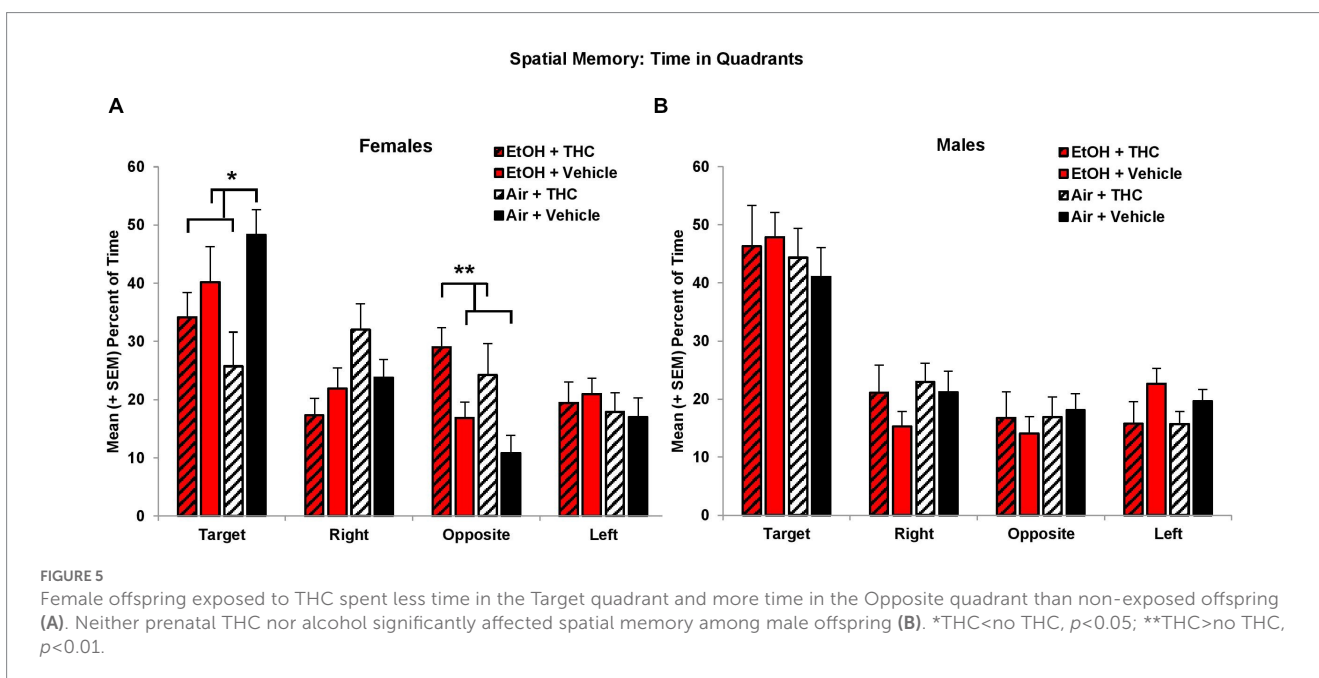 Spatial Memory: Time in Quadrants
A
Females
EtOH + THC
EtOH + Vehicle
Air + THC
Air + Vehicle
Mean (+ SEM) Percent of Time
60
50
40
30
20
10
0
*
**
Target
Right
Opposite
Left
B
Males
EtOH + THC
EtOH + Vehicle
Air + THC
Air + Vehicle
Mean (+ SEM) Percent of Time
60
50
40
30
20
10
0
Target
Right
Opposite
Left
FIGURE 5
Female offspring exposed to THC spent less time in the Target quadrant and more time in the Opposite quadrant than non-exposed offspring
(A). Neither prenatal THC nor alcohol significantly affected spatial memory among male offspring (B). *THC<no THC, p<0.05; **THC>no THC,
p<0.01.